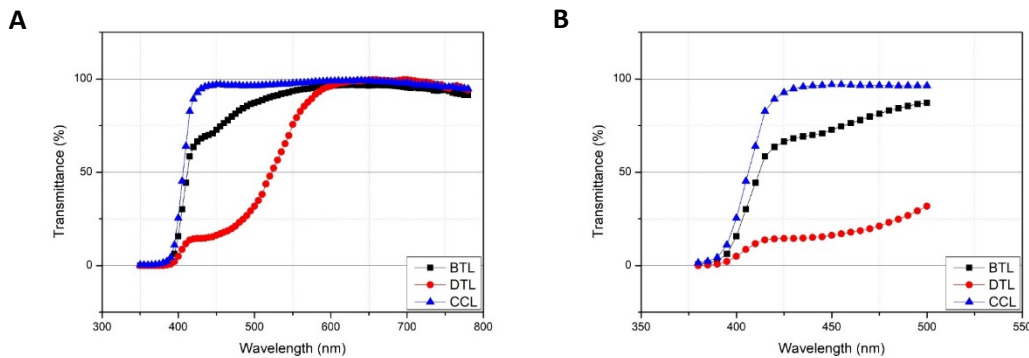 A
Transmittance (%)
100
50
0
300
400
500
600
700
800
Wavelength (nm)
BTL
DTL
CCL
B
Transmittance (%)
100
50
0
350
400
450
500
550
Wavelength (nm)
BTL
DTL
CCL